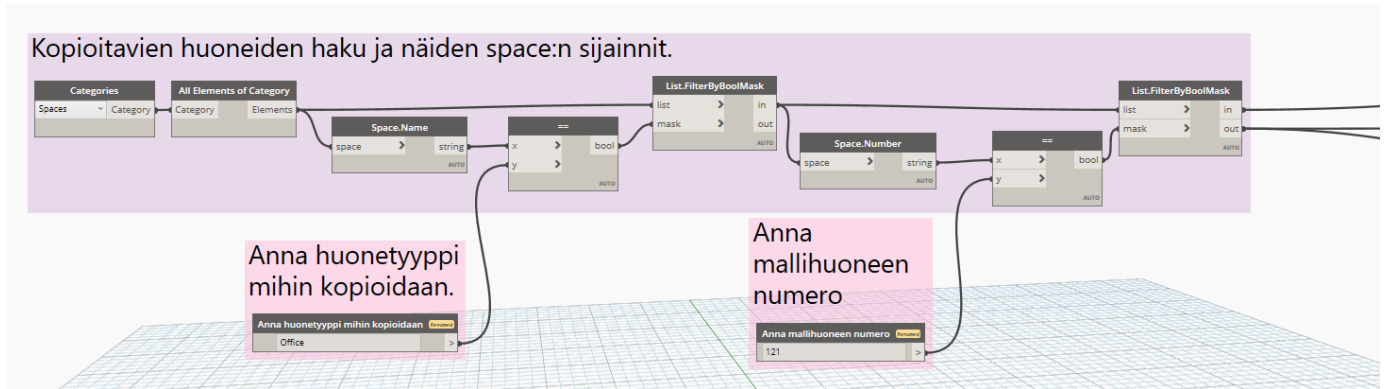 Kopioitavien huoneiden haku ja näiden space:n sijainnit.
Categories
Spaces
Category
All Elements of Category
Category
Elements
Space.Name
space
string
AUTO
==
x
bool
y
AUTO
List.FilterByBoolMask
list
in
mask
out
AUTO
Space.Number
space
string
AUTO
==
x
bool
y
AUTO
List.FilterByBoolMask
list
in
mask
out
AUTO
Anna huonetyyppi
mihin kopioidaan.
Anna huonetyyppi mihin kopioidaan
Renamed
Office
>
Anna
mallihuoneen
numero
Anna mallihuoneen numero
Renamed
121
>